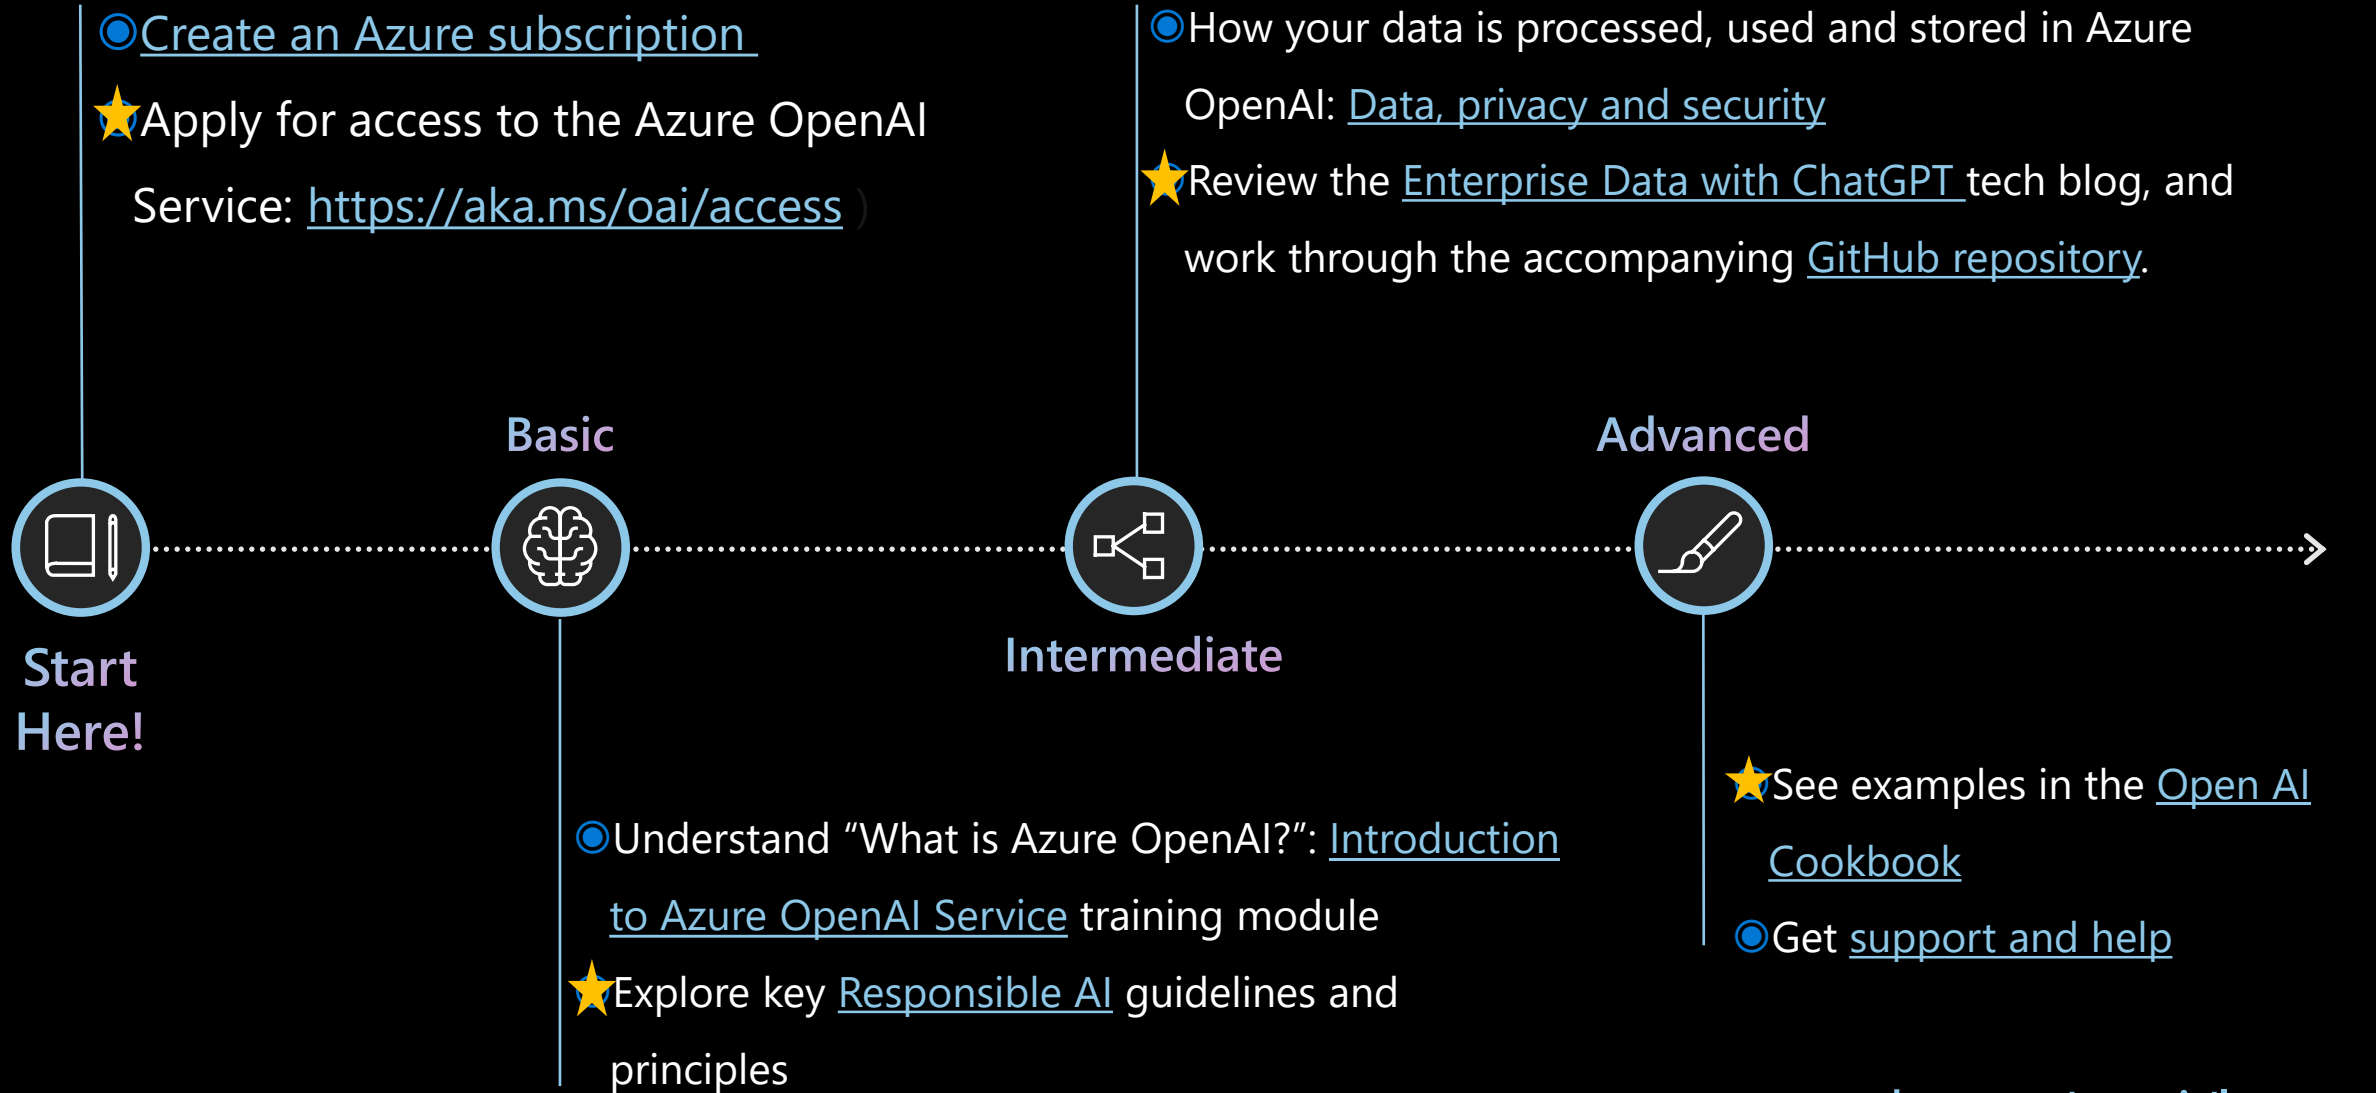 Create an Azure subscription
Apply for access to the Azure OpenAI
Service: https://aka.ms/oai/access )
How your data is processed, used and stored in Azure
OpenAI: Data, privacy and security
Review the Enterprise Data with ChatGPT tech blog, and
work through the accompanying GitHub repository.
Basic
Advanced
Start
Here!
Intermediate
Understand “What is Azure OpenAI?”: Introduction
to Azure OpenAI Service training module
Explore key Responsible AI guidelines and
principles
See examples in the Open AI
Cookbook
Get support and help